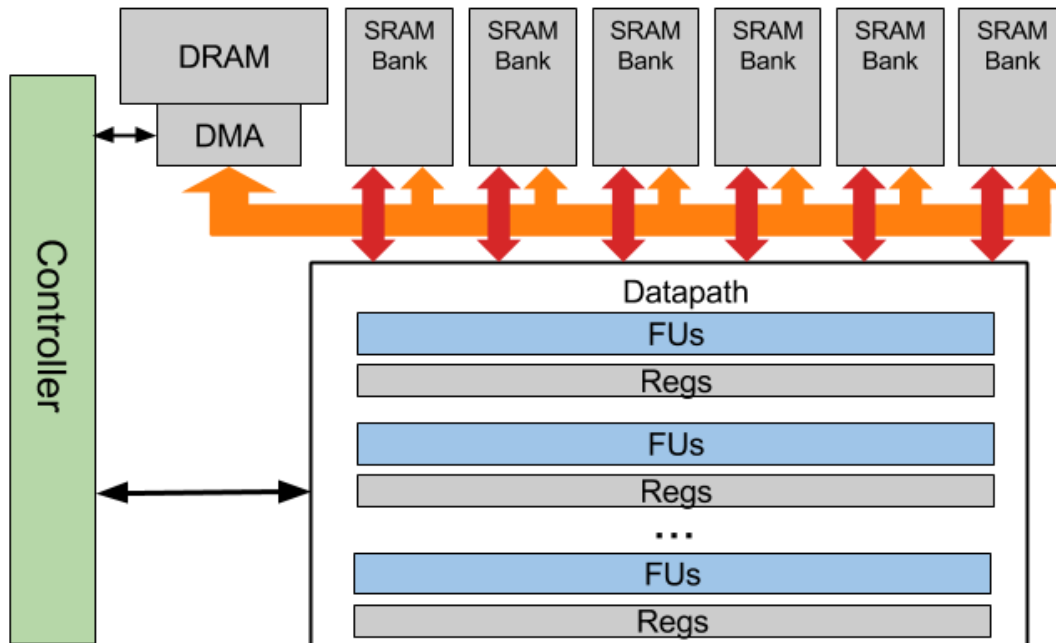 DRAM
DMA
SRAM
Bank
SRAM
Bank
SRAM
Bank
SRAM
Bank
SRAM
Bank
SRAM
Bank
Controller
Datapath
FUs
Regs
FUs
Regs
...
FUs
Regs